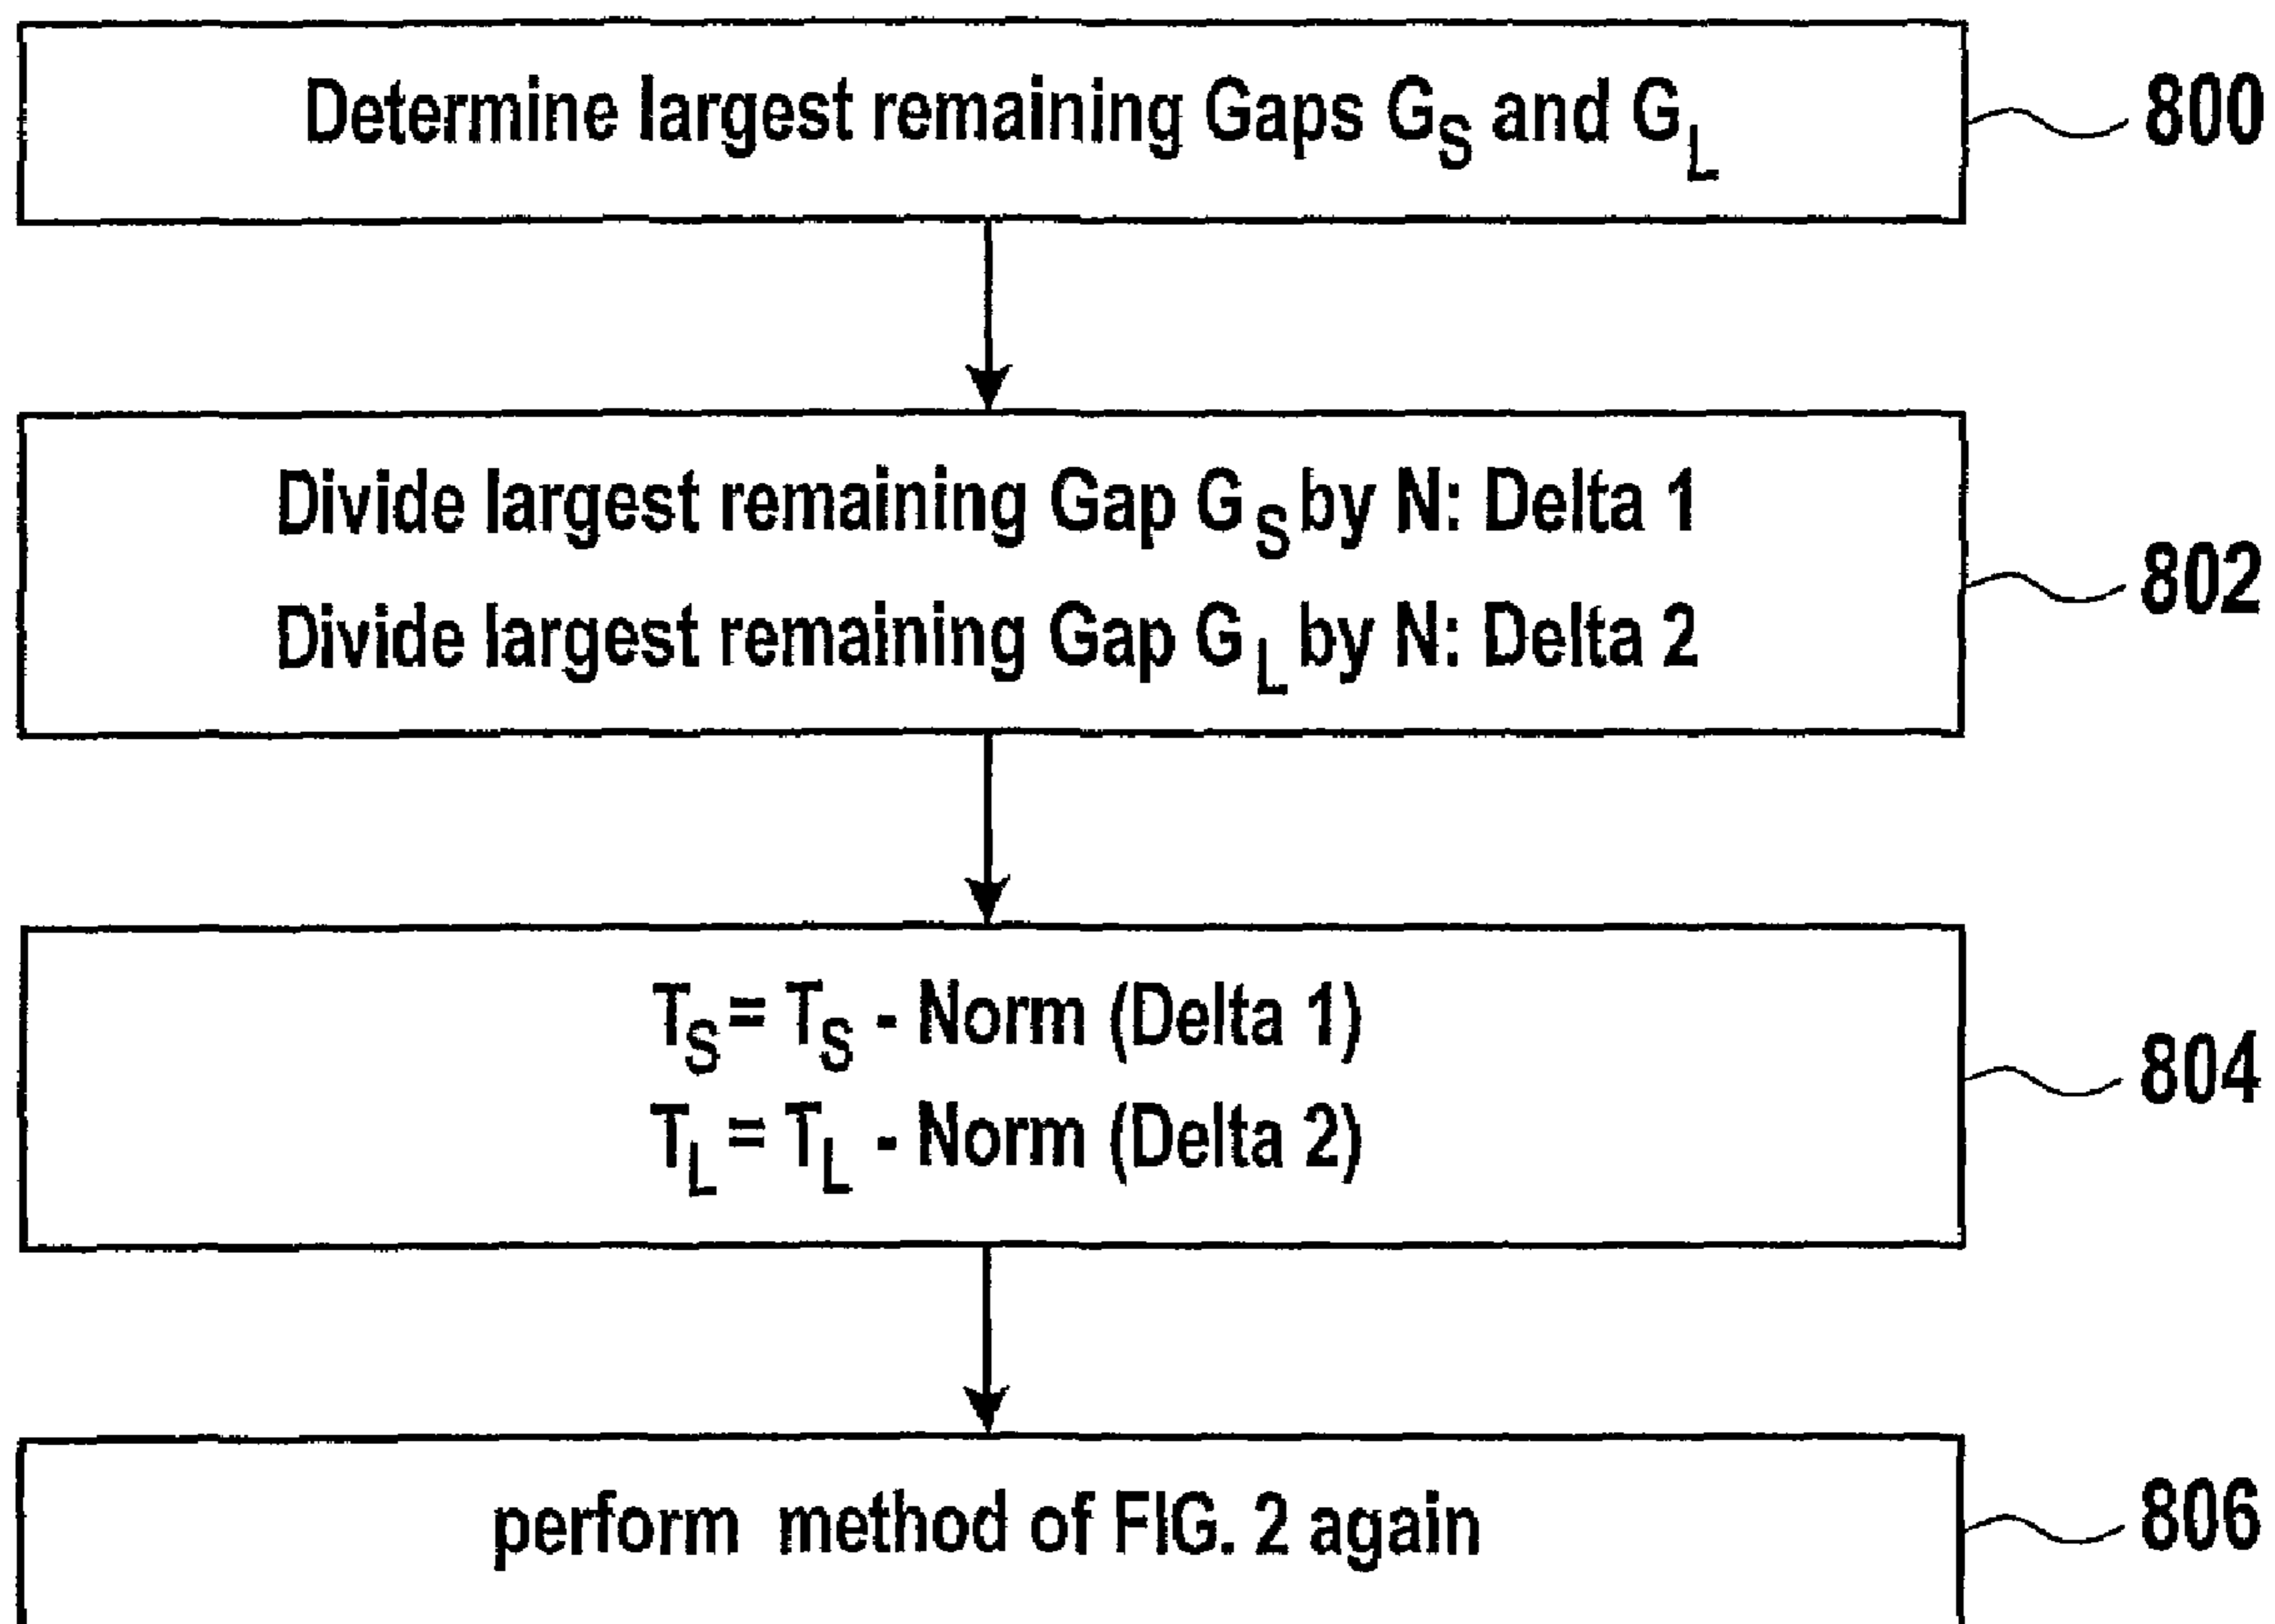 Determine largest remaining Gaps G_S and G_L
800
Divide largest remaining Gap G_S by N: Delta 1
Divide largest remaining Gap G_L by N: Delta 2
802
T_S = T_S - Norm (Delta 1)
T_L = T_L - Norm (Delta 2)
804
perform method of FIG. 2 again
806